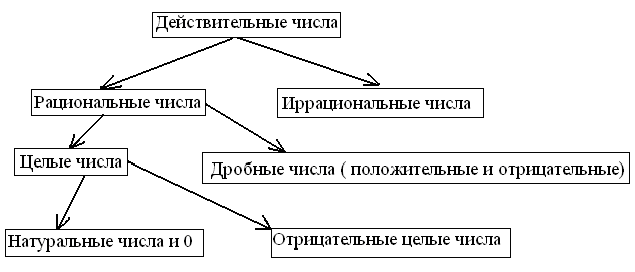 Действительные числа
Рациональные числа
Иррациональные числа
Целые числа
Дробные числа ( положительные и отрицательные)
Натуральные числа и 0
Отрицательные целые числа